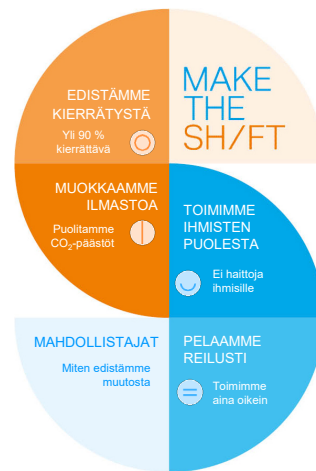 EDISTÄMME
KIERRÄTYSTÄ
Yli 90 %
kierrättävä
MAKE
THE
SH/FT
MUOKKAAMME
ILMASTOA
Puolitamme
CO₂-päästöt
TOIMIMME
IHMISTEN
PUOLESTA
Ei haittoja
ihmisille
MAHDOLLISTAJAT
Miten edistämme
muutosta
PELAAMME
REILUSTI
Toimimme
aina oikein